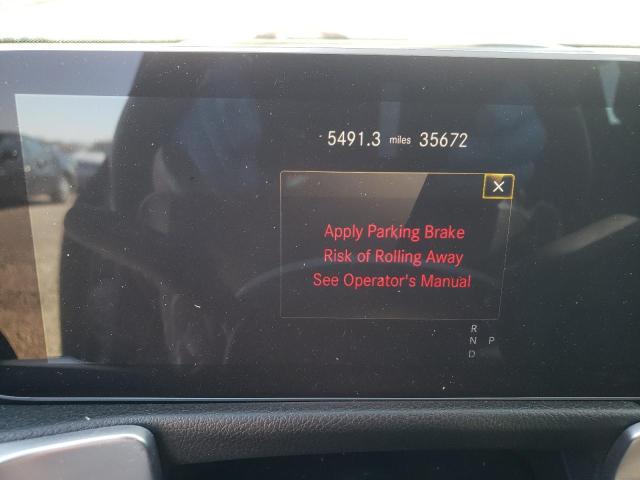 5491.3 miles 35672
X
Apply Parking Brake
Risk of Rolling Away
See Operator's Manual
R
N P
D